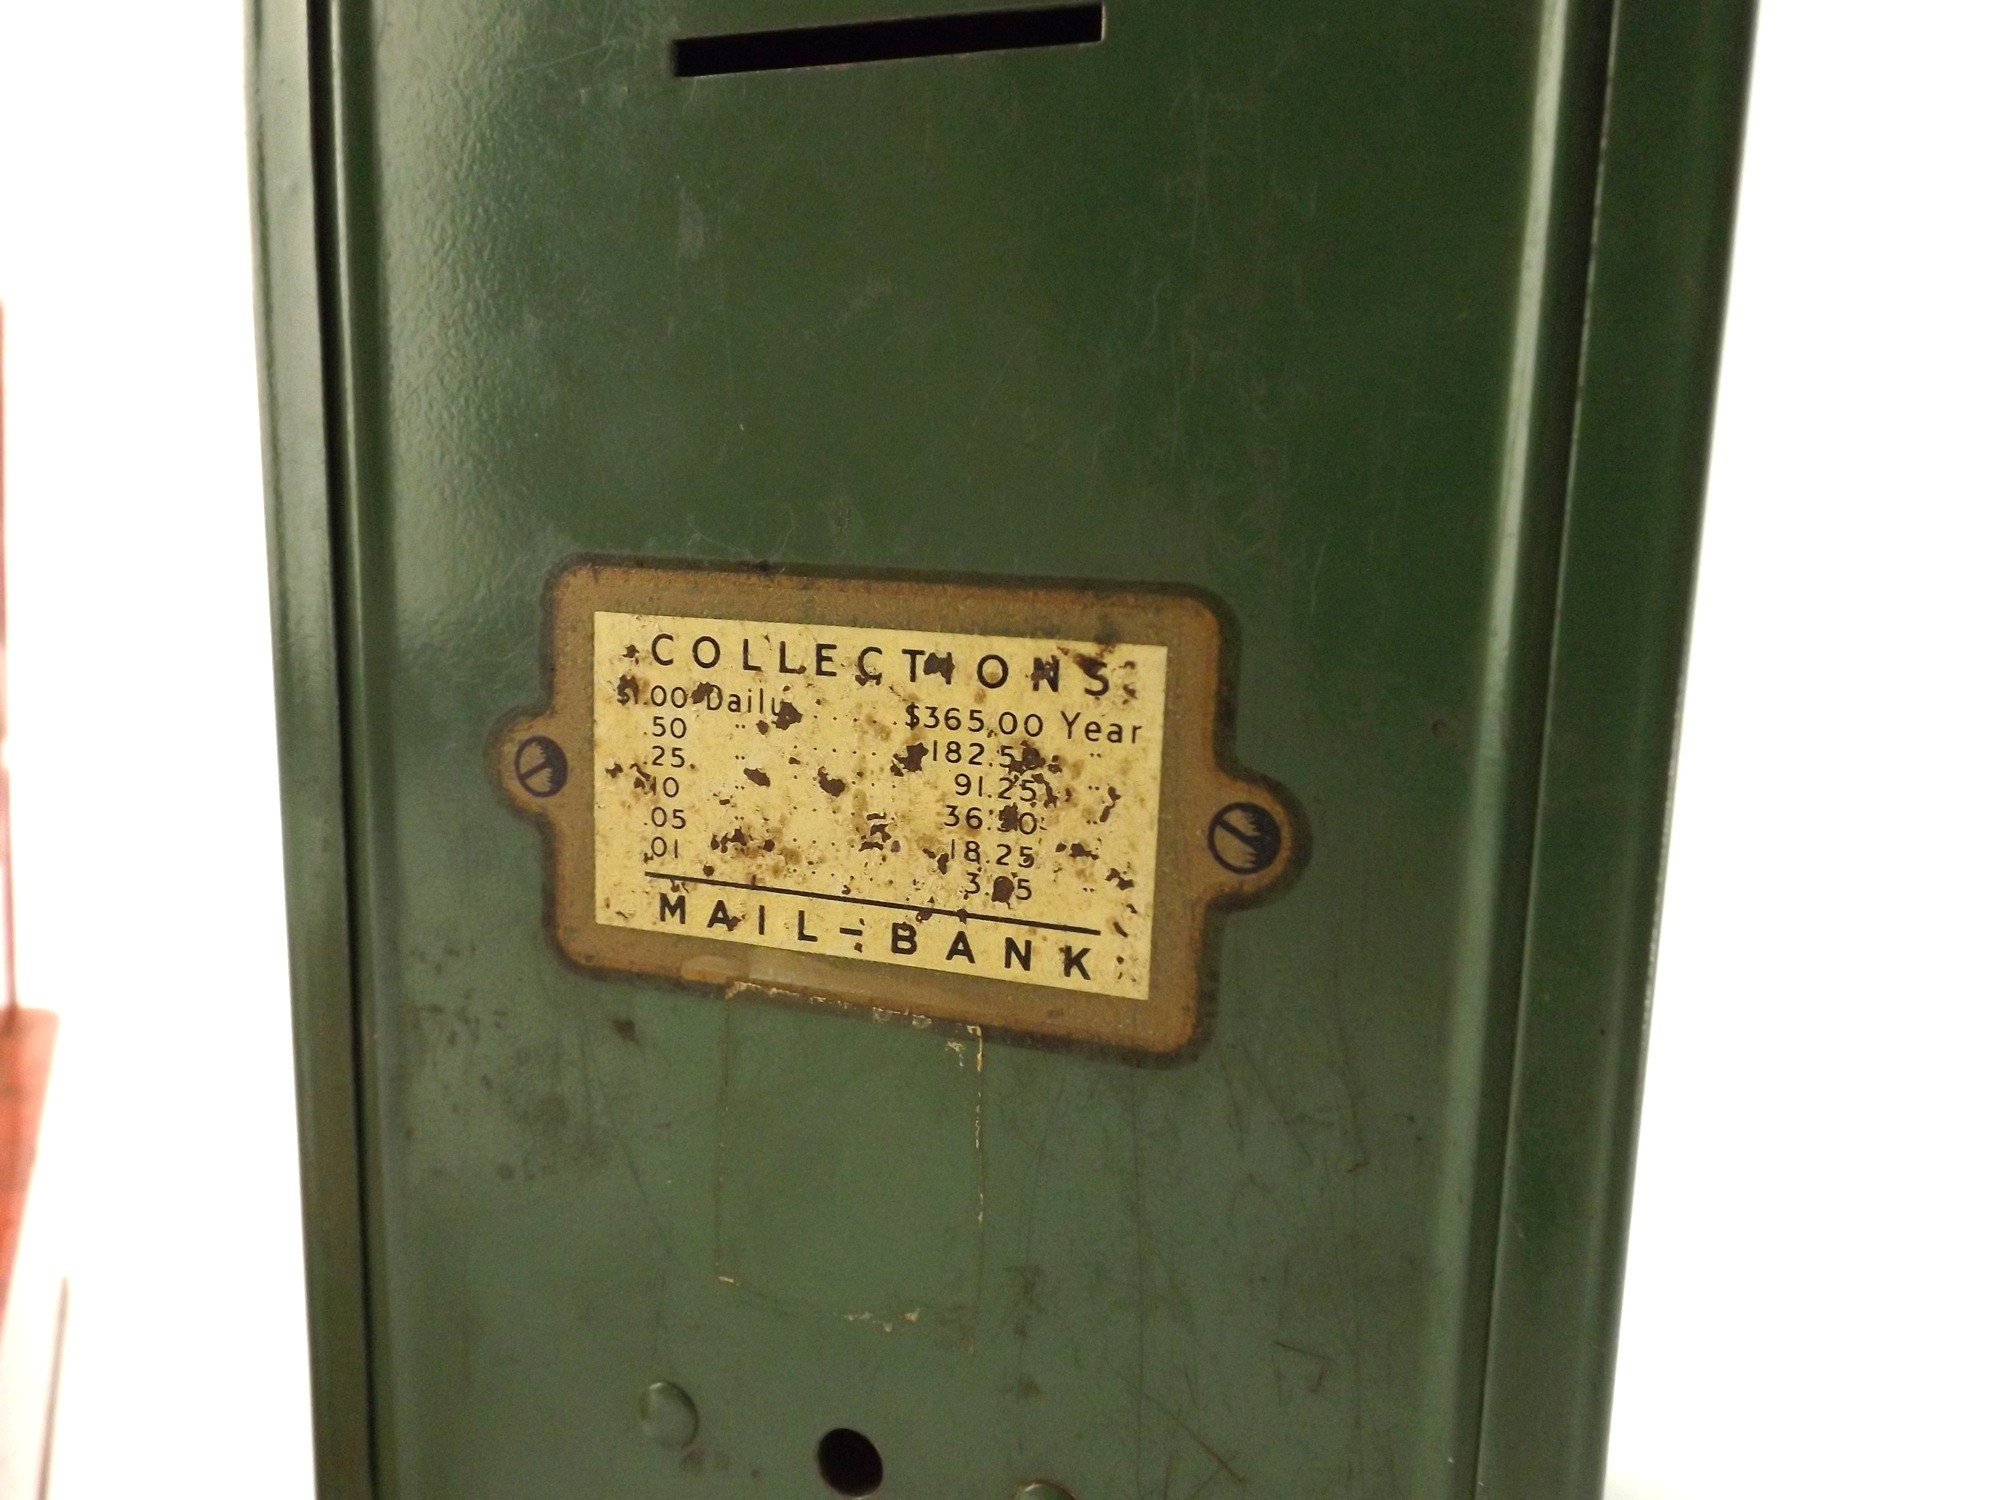 COLLECTIONS
$1.00 Daily ........ $365.00 Year
.50 " ........ 182.50 "
.25 " ........ 91.25 "
.10 " ........ 36.50 "
.05 " ........ 18.25 "
.01 " ........ 3.65 "
MAIL-BANK